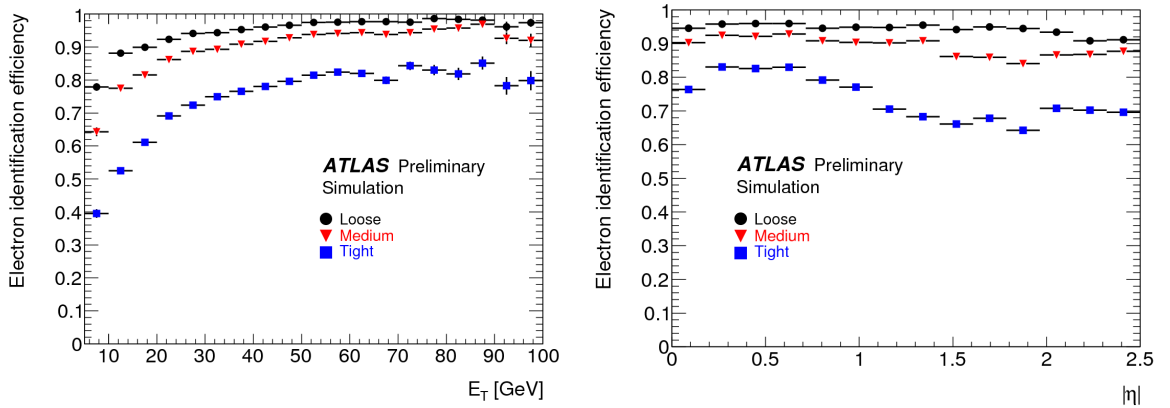 Electron identification efficiency
1
0.9
0.8
0.7
0.6
0.5
0.4
0.3
0.2
0.1
0
ATLAS Preliminary
Simulation
Loose
Medium
Tight
10 20 30 40 50 60 70 80 90 100
E_T [GeV]
Electron identification efficiency
1
0.9
0.8
0.7
0.6
0.5
0.4
0.3
0.2
0.1
0
ATLAS Preliminary
Simulation
Loose
Medium
Tight
0 0.5 1 1.5 2 2.5
|η|